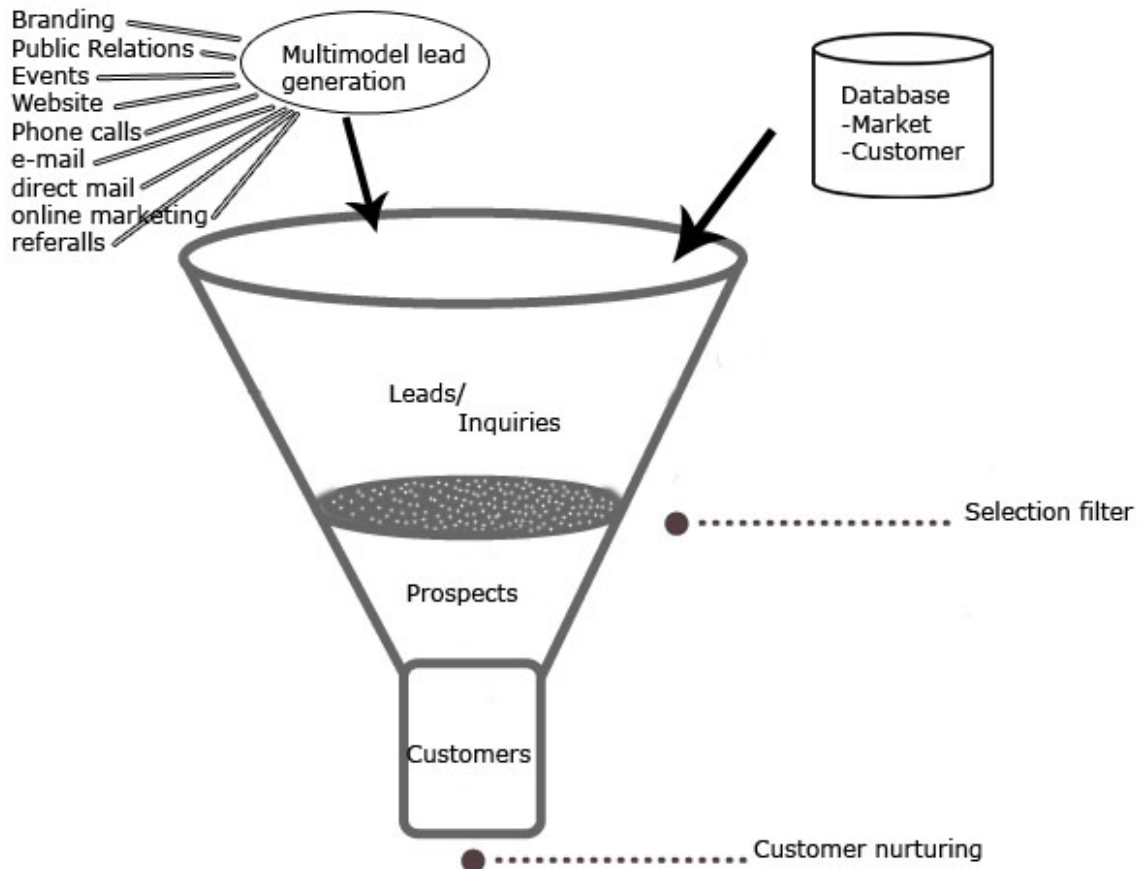 Branding
Public Relations
Events
Website
Phone calls
e-mail
direct mail
online marketing
referalls
Multimodel lead
generation
Database
-Market
-Customer
Leads/
Inquiries
Selection filter
Prospects
Customers
Customer nurturing